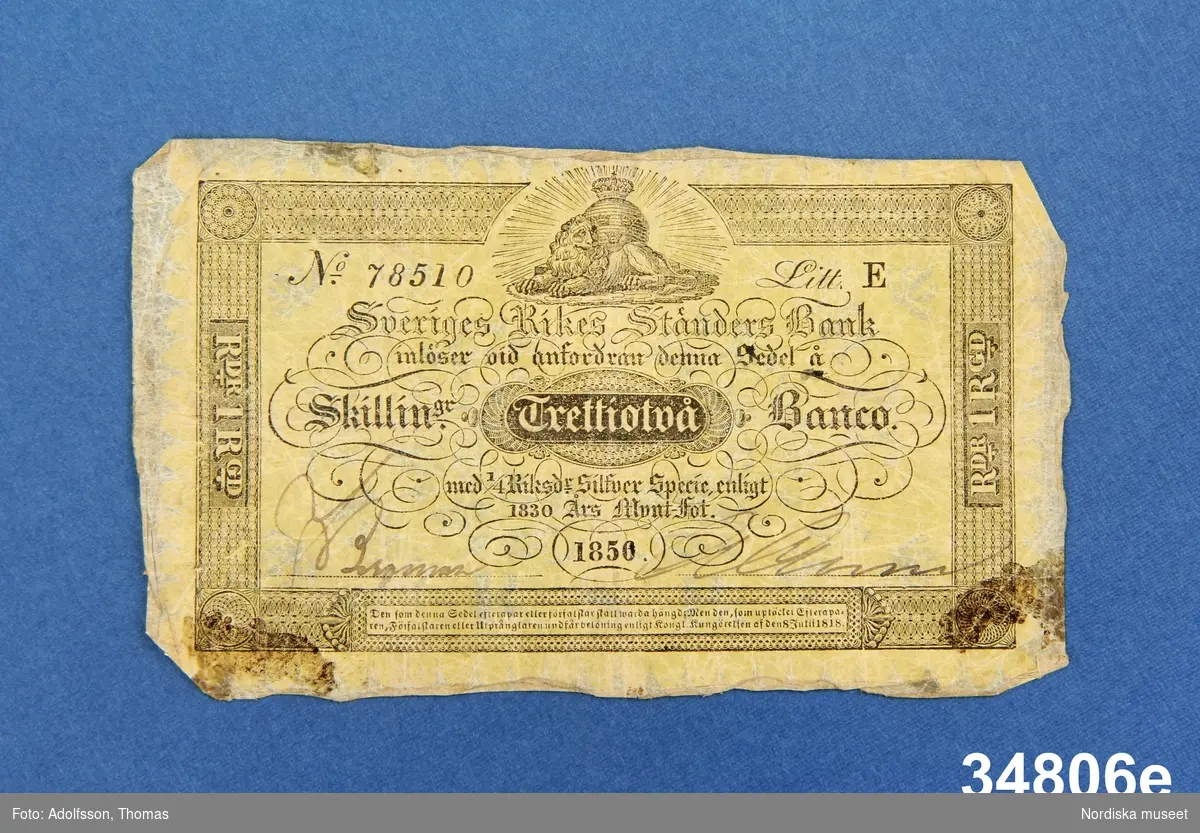 No 78510
Litt. E
Sveriges Rikes Ständers Bank
inlöser vid anfordran denna Sedel å
Skillingr. Trettiotvå Banco.
med 1/4 Riksdr Silfver Specie, enligt
1830 Års Mynt-Fot.
1850.
RDR 1 RGD
RDR 1 RGD
Den som denna Sedel efterapar eller förfalskar skall warda hängd; Men den, som uptäcker Efterapa-
ren, Förfalskaren eller Utprånglaren undfår belöning enligt Kongl. Kungörelsen af den 8 Julii 1818.
34806e
Foto: Adolfsson, Thomas
Nordiska museet